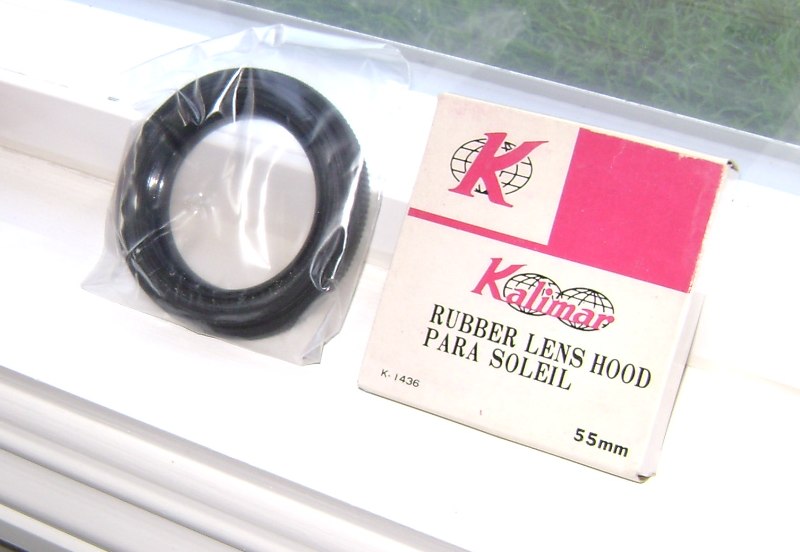 K
Kalimar
RUBBER LENS HOOD
PARA SOLEIL
K-1436
55mm